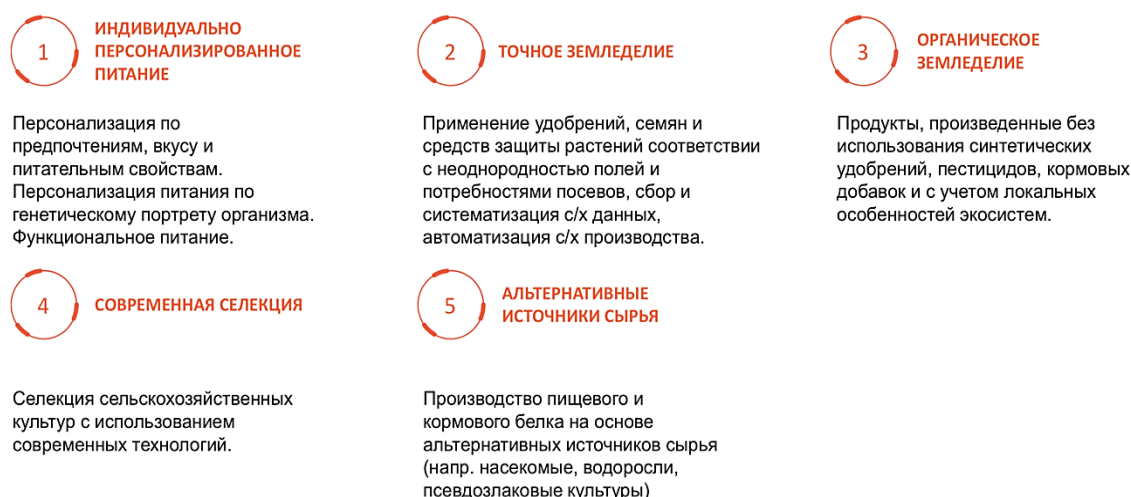 1
ИНДИВИДУАЛЬНО
ПЕРСОНАЛИЗИРОВАННОЕ
ПИТАНИЕ
Персонализация по
предпочтениям, вкусу и
питательным свойствам.
Персонализация питания по
генетическому портрету организма.
Функциональное питание.
2
ТОЧНОЕ ЗЕМЛЕДЕЛИЕ
Применение удобрений, семян и
средств защиты растений соответствии
с неоднородностью полей и
потребностями посевов, сбор и
систематизация с/х данных,
автоматизация с/х производства.
3
ОРГАНИЧЕСКОЕ
ЗЕМЛЕДЕЛИЕ
Продукты, произведенные без
использования синтетических
удобрений, пестицидов, кормовых
добавок и с учетом локальных
особенностей экосистем.
4
СОВРЕМЕННАЯ СЕЛЕКЦИЯ
Селекция сельскохозяйственных
культур с использованием
современных технологий.
5
АЛЬТЕРНАТИВНЫЕ
ИСТОЧНИКИ СЫРЬЯ
Производство пищевого и
кормового белка на основе
альтернативных источников сырья
(напр. насекомые, водоросли,
псевдозлаковые культуры)